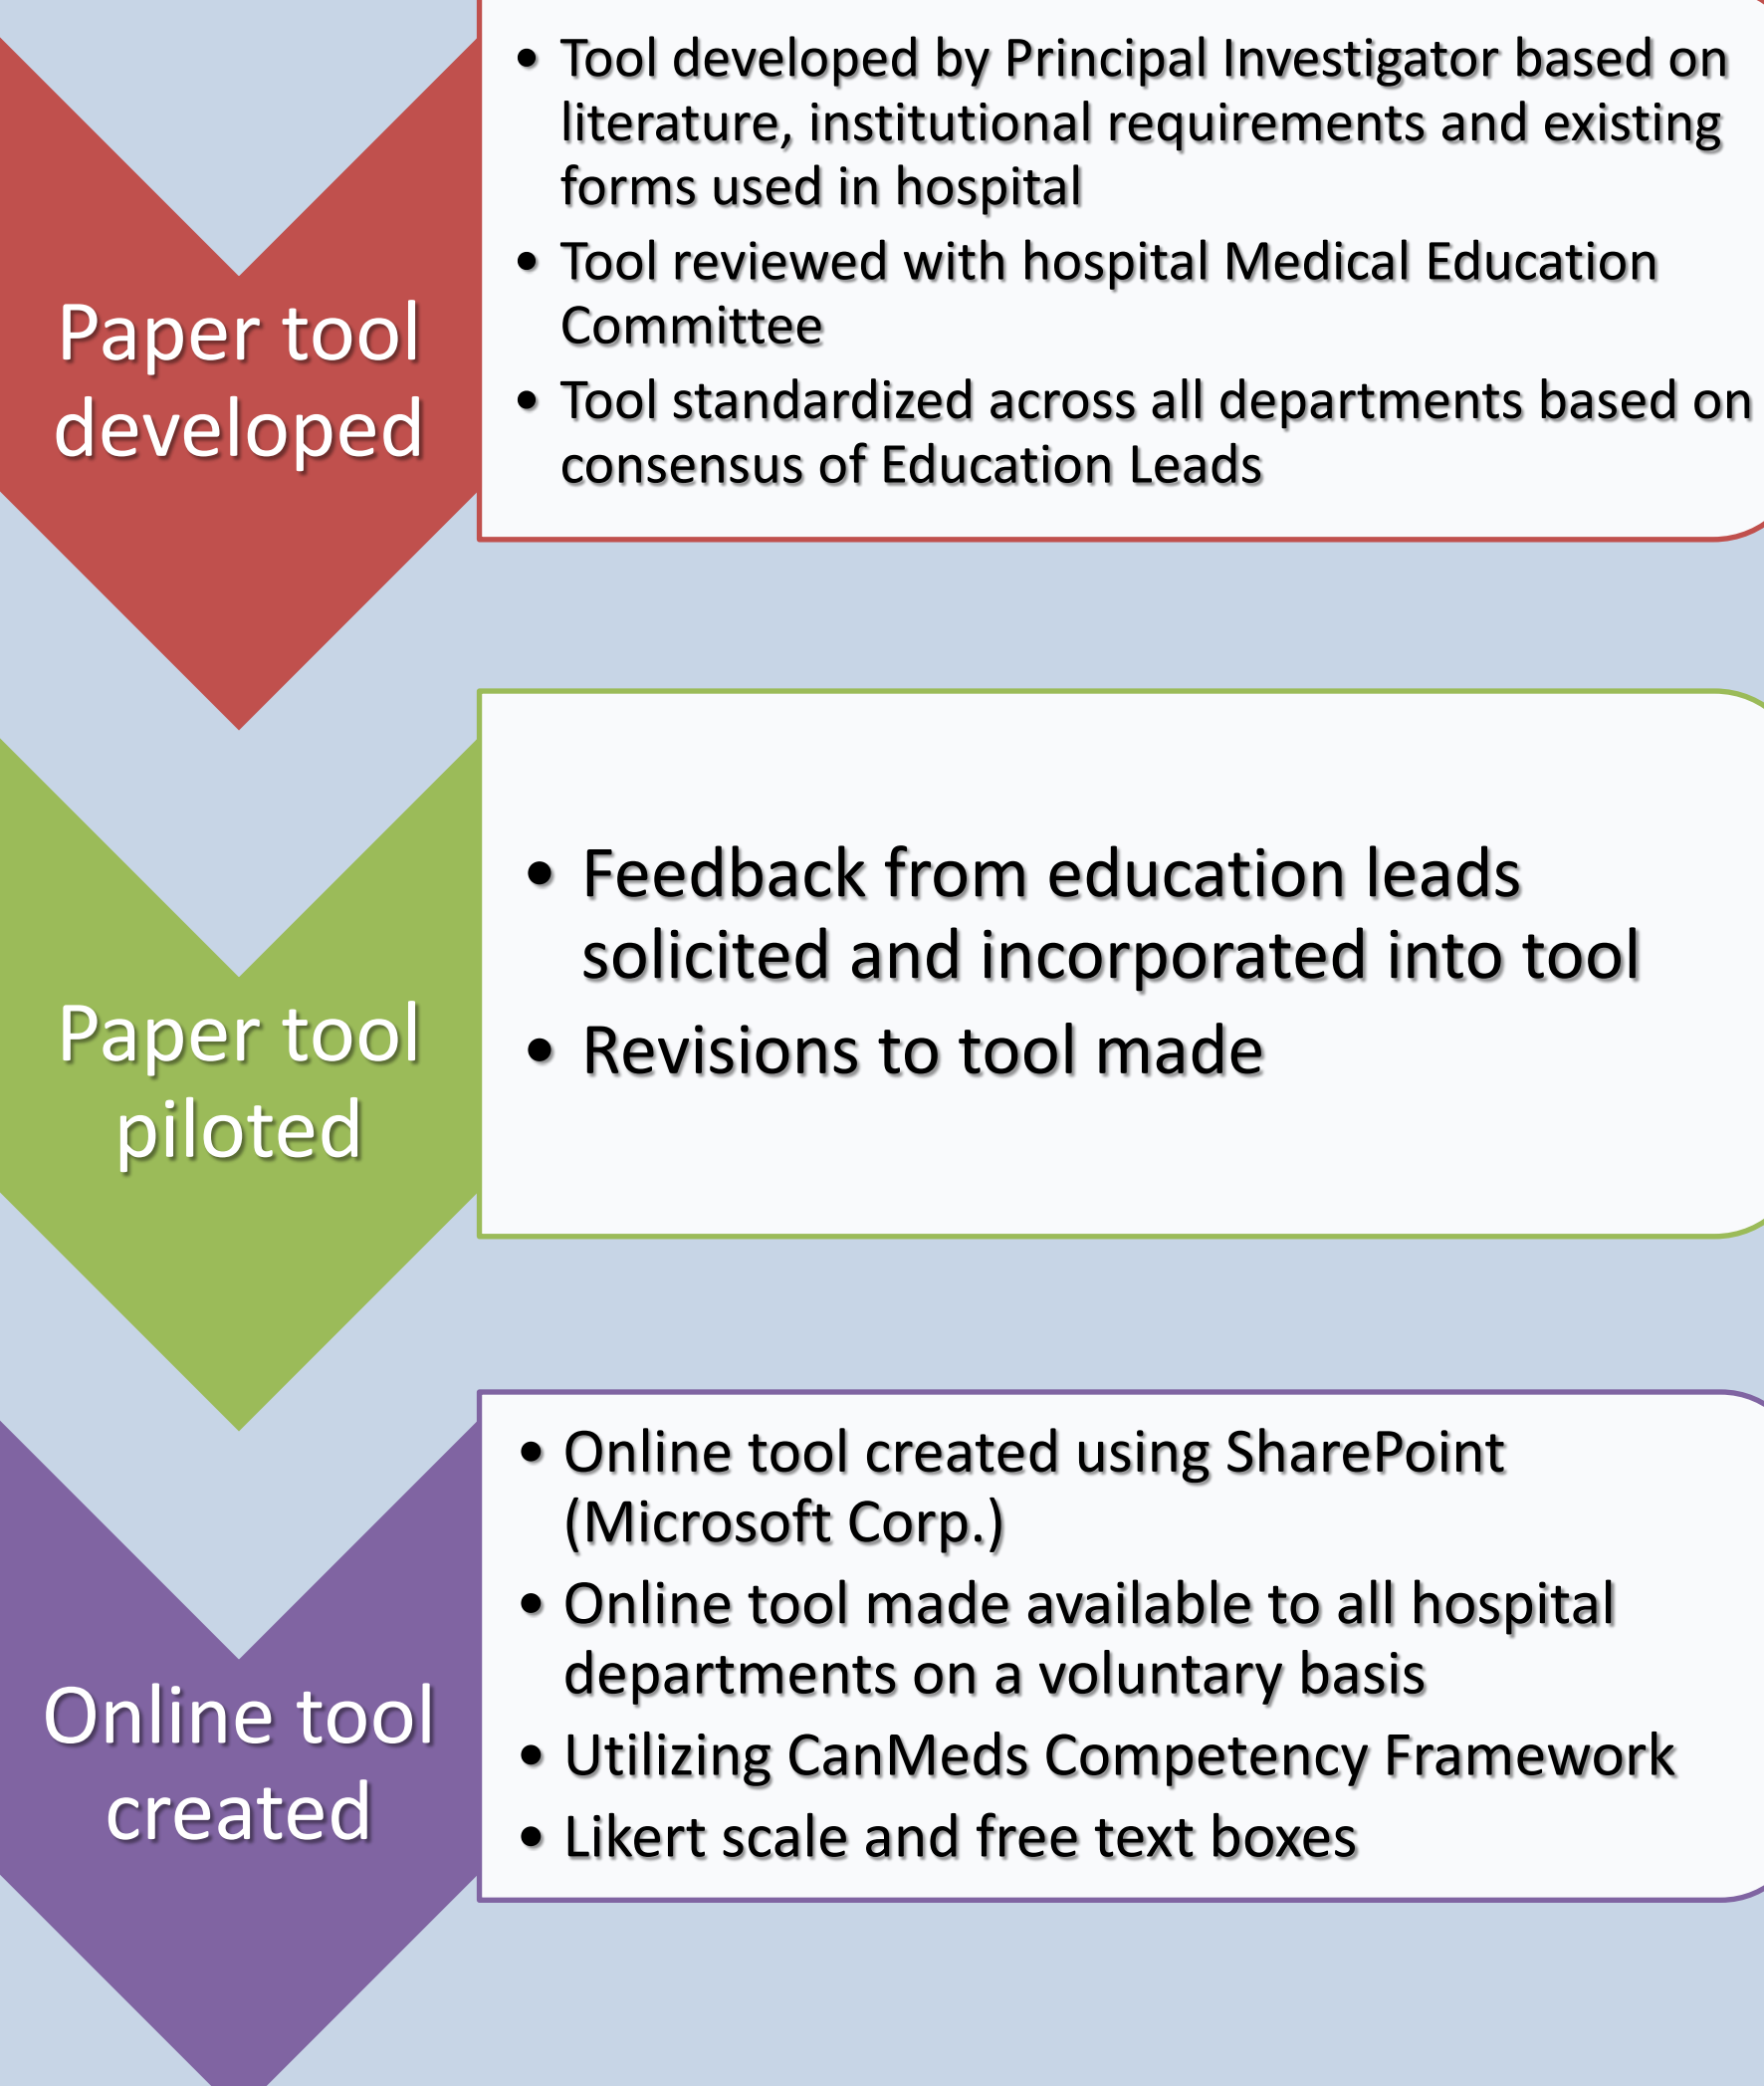 Paper tool
developed
• Tool developed by Principal Investigator based on
literature, institutional requirements and existing
forms used in hospital
• Tool reviewed with hospital Medical Education
Committee
• Tool standardized across all departments based on
consensus of Education Leads
Paper tool
piloted
• Feedback from education leads
solicited and incorporated into tool
• Revisions to tool made
Online tool
created
• Online tool created using SharePoint
(Microsoft Corp.)
• Online tool made available to all hospital
departments on a voluntary basis
• Utilizing CanMeds Competency Framework
• Likert scale and free text boxes